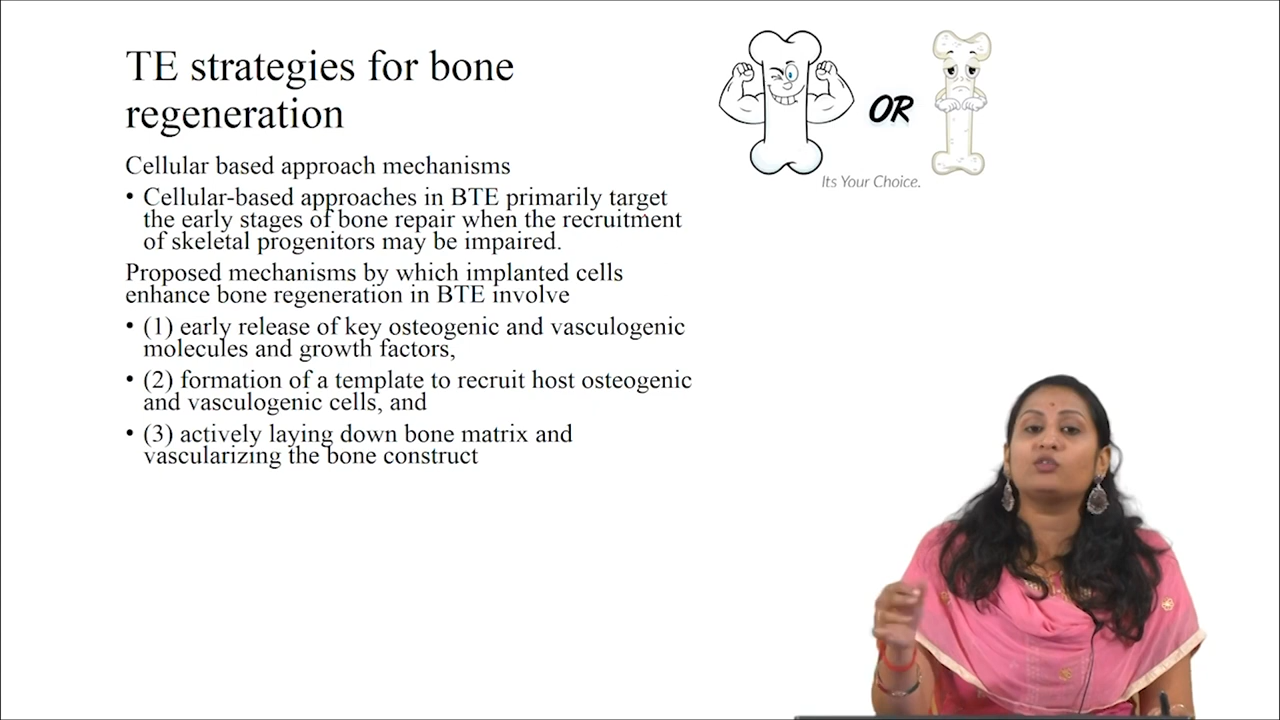 TE strategies for bone
regeneration
Cellular based approach mechanisms
• Cellular-based approaches in BTE primarily target
the early stages of bone repair when the recruitment
of skeletal progenitors may be impaired.
Proposed mechanisms by which implanted cells
enhance bone regeneration in BTE involve
• (1) early release of key osteogenic and vasculogenic
molecules and growth factors,
• (2) formation of a template to recruit host osteogenic
and vasculogenic cells, and
• (3) actively laying down bone matrix and
vascularizing the bone construct
OR
Its Your Choice.